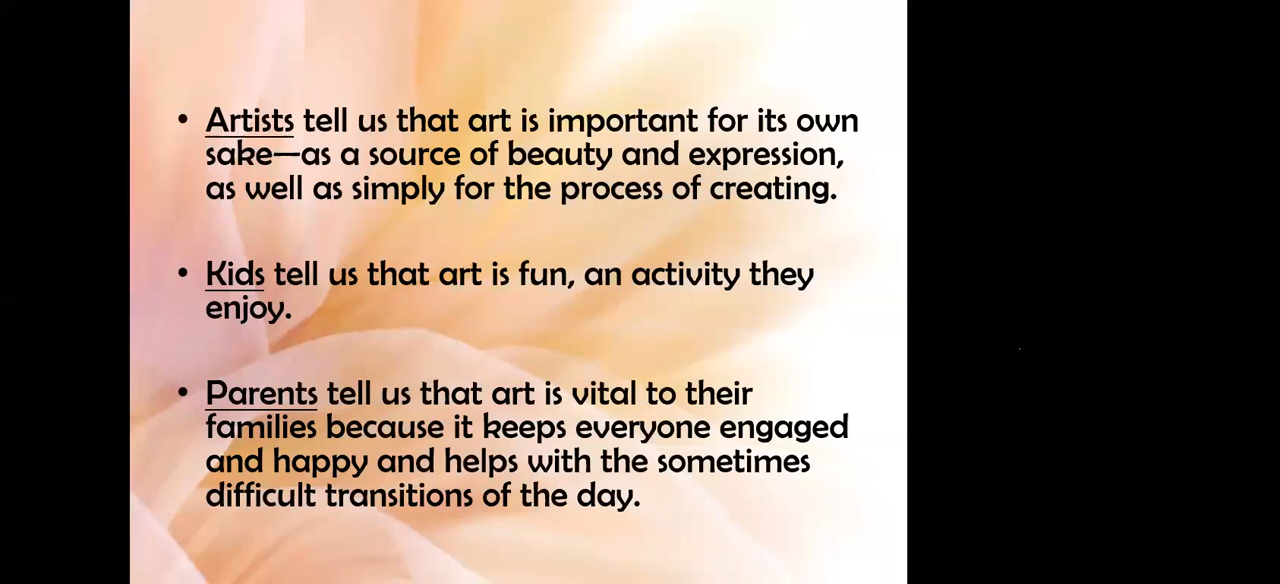 • Artists tell us that art is important for its own
sake—as a source of beauty and expression,
as well as simply for the process of creating.
• Kids tell us that art is fun, an activity they
enjoy.
• Parents tell us that art is vital to their
families because it keeps everyone engaged
and happy and helps with the sometimes
difficult transitions of the day.